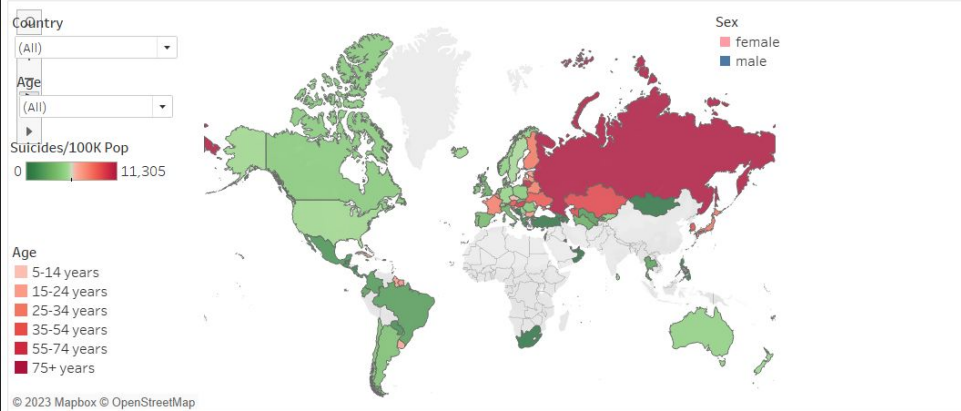 Country
(All)
Age
(All)
Suicides/100K Pop
0 11,305
Age
5-14 years
15-24 years
25-34 years
35-54 years
55-74 years
75+ years
Sex
female
male
© 2023 Mapbox © OpenStreetMap